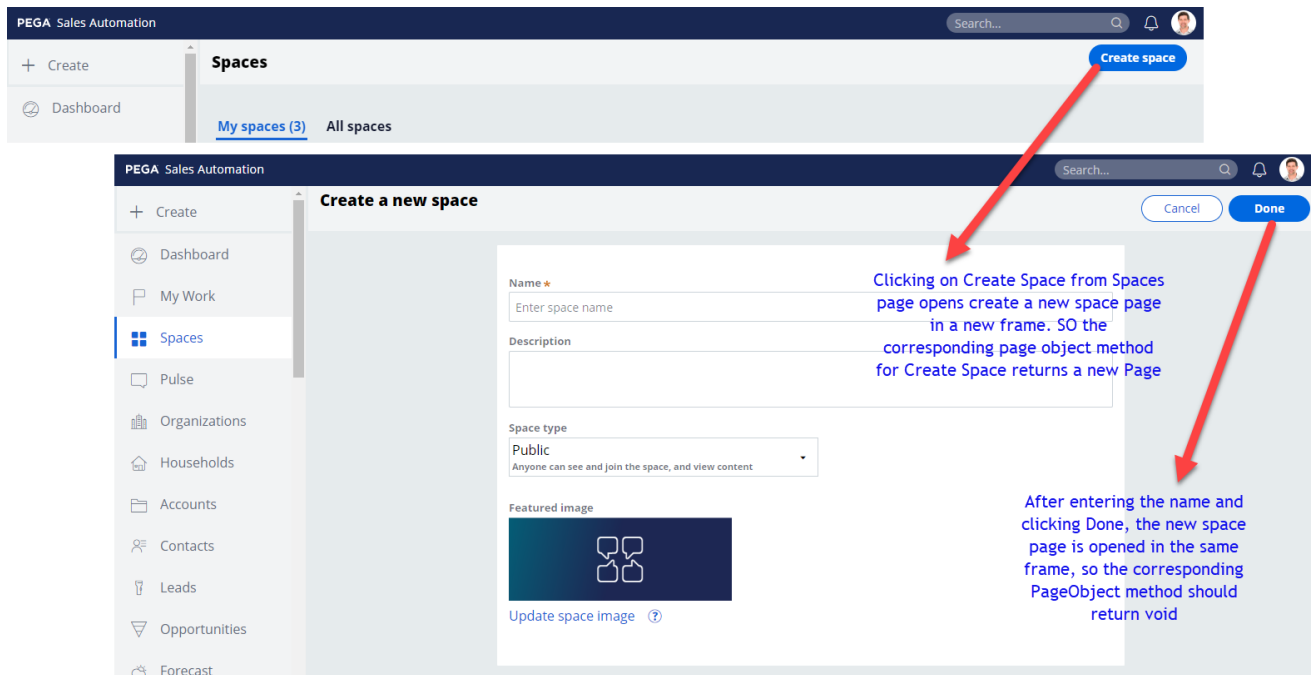 PEGA Sales Automation
Search...
+ Create
Spaces
Create space
Dashboard
My spaces (3)
All spaces
PEGA Sales Automation
Search...
+ Create
Create a new space
Cancel
Done
Dashboard
My Work
Spaces
Pulse
Organizations
Households
Accounts
Contacts
Leads
Opportunities
Forecast
Name *
Enter space name
Description
Space type
Public
Anyone can see and join the space, and view content
Featured image
Update space image ?
Clicking on Create Space from Spaces
page opens create a new space page
in a new frame. SO the
corresponding page object method
for Create Space returns a new Page
After entering the name and
clicking Done, the new space
page is opened in the same
frame, so the corresponding
PageObject method should
return void